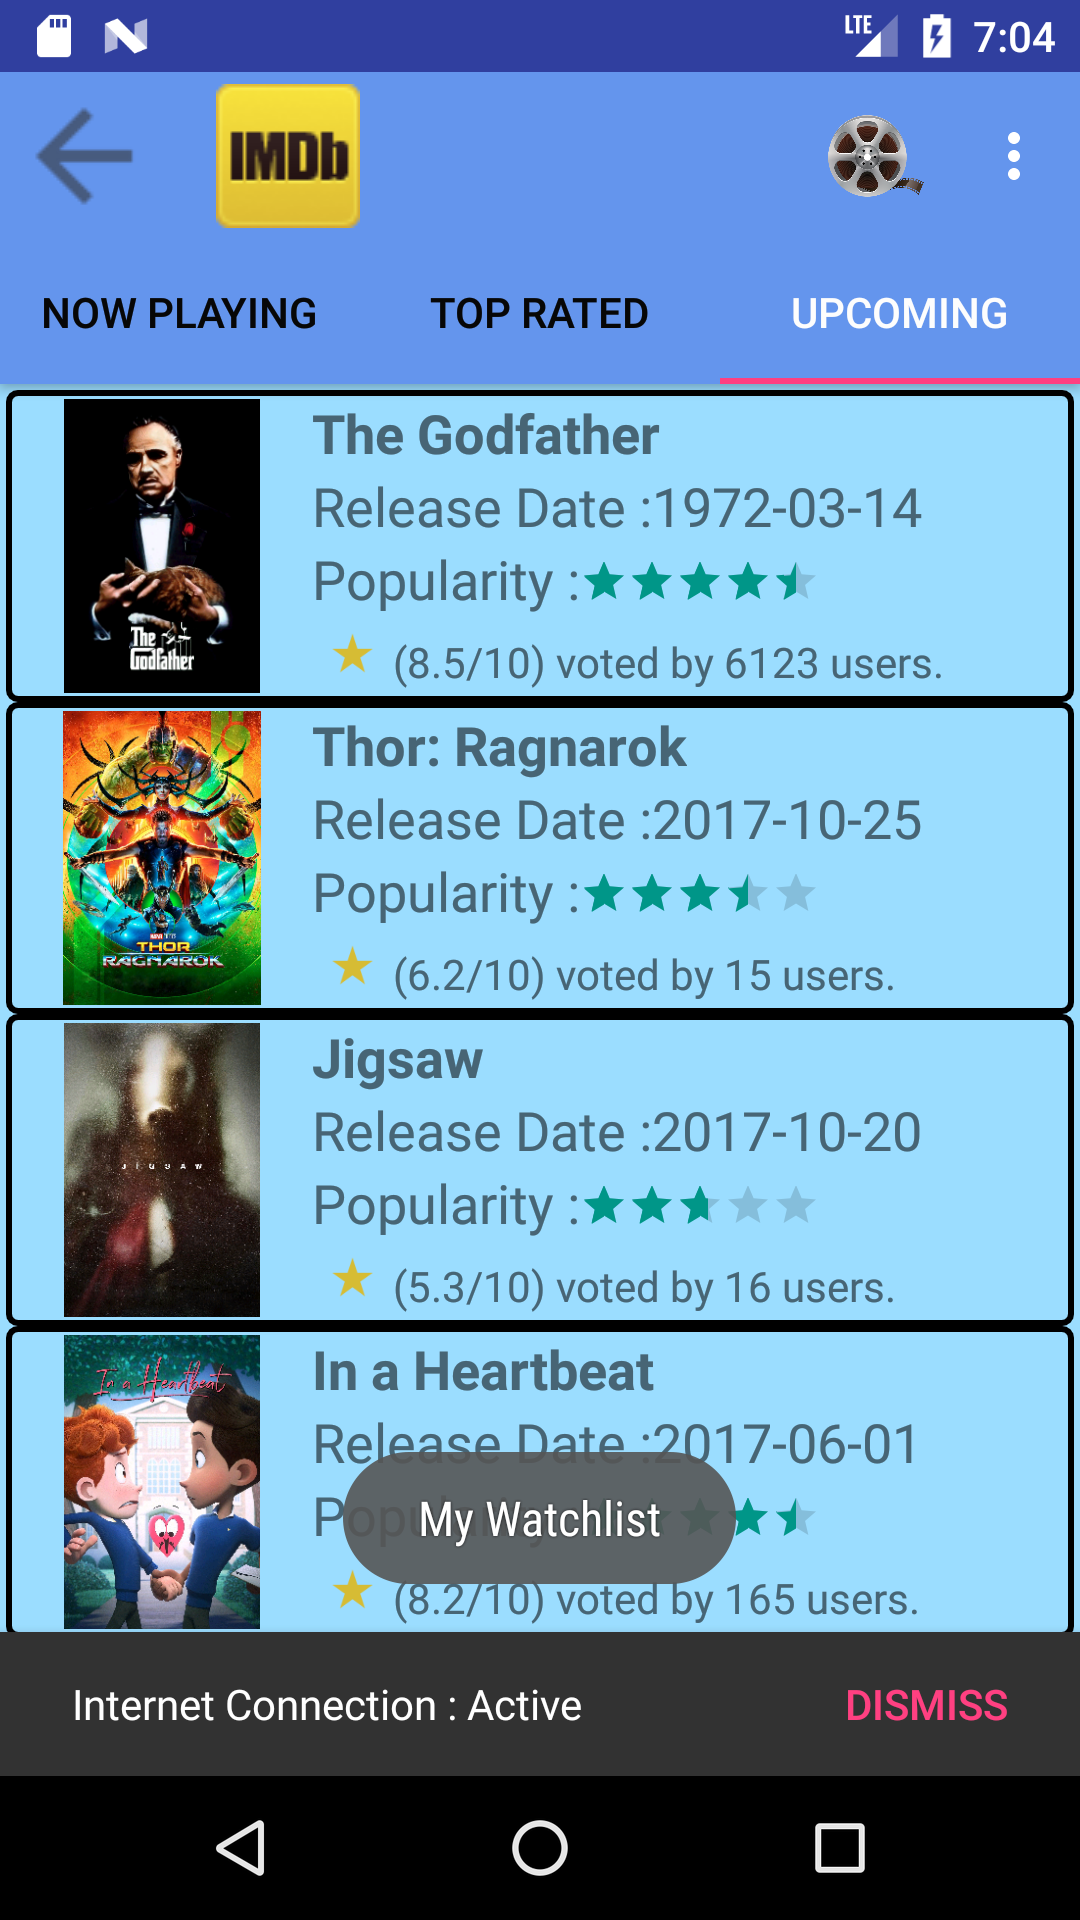 LTE 7:04
IMDb
NOW PLAYING TOP RATED UPCOMING
The Godfather
Release Date :1972-03-14
Popularity :
(8.5/10) voted by 6123 users.
The
Godfather
Thor: Ragnarok
Release Date :2017-10-25
Popularity :
(6.2/10) voted by 15 users.
THOR
RAGNAROK
Jigsaw
Release Date :2017-10-20
Popularity :
(5.3/10) voted by 16 users.
JIGSAW
In a Heartbeat
In a Heartbeat
Release Date :2017-06-01
My Watchlist
(8.2/10) voted by 165 users.
Internet Connection : Active DISMISS